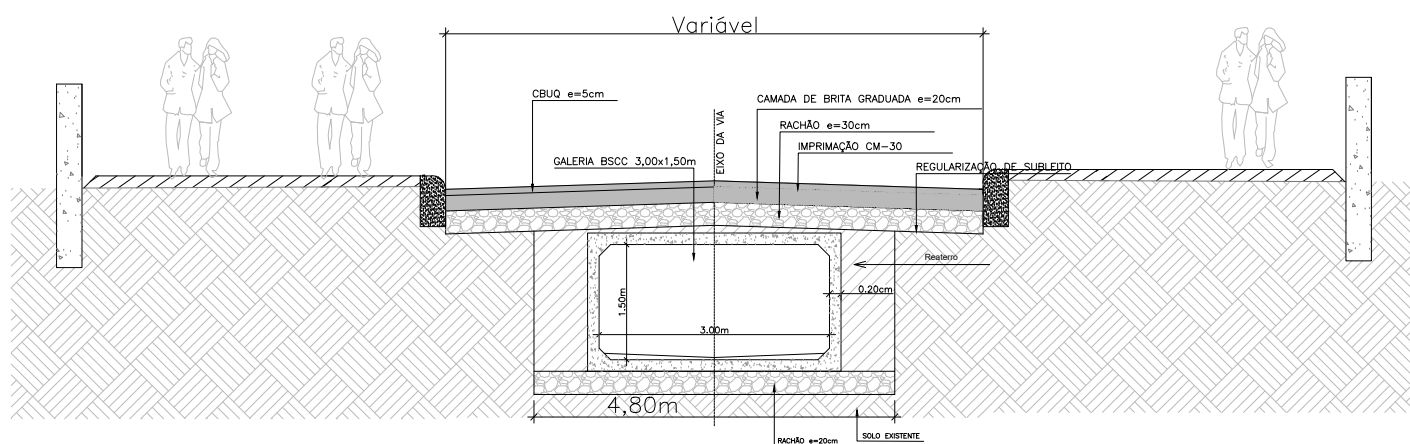 Variável
CBUQ e=5cm
CAMADA DE BRITA GRADUADA e=20cm
EIXO DA VIA
RACHÃO e=30cm
IMPRIMAÇÃO CM-30
GALERIA BSCC 3,00x1,50m
REGULARIZAÇÃO DE SUBLEITO
Reaterro
0.20cm
1.50m
3.00m
4,80m
RACHÃO e=20cm
SOLO EXISTENTE